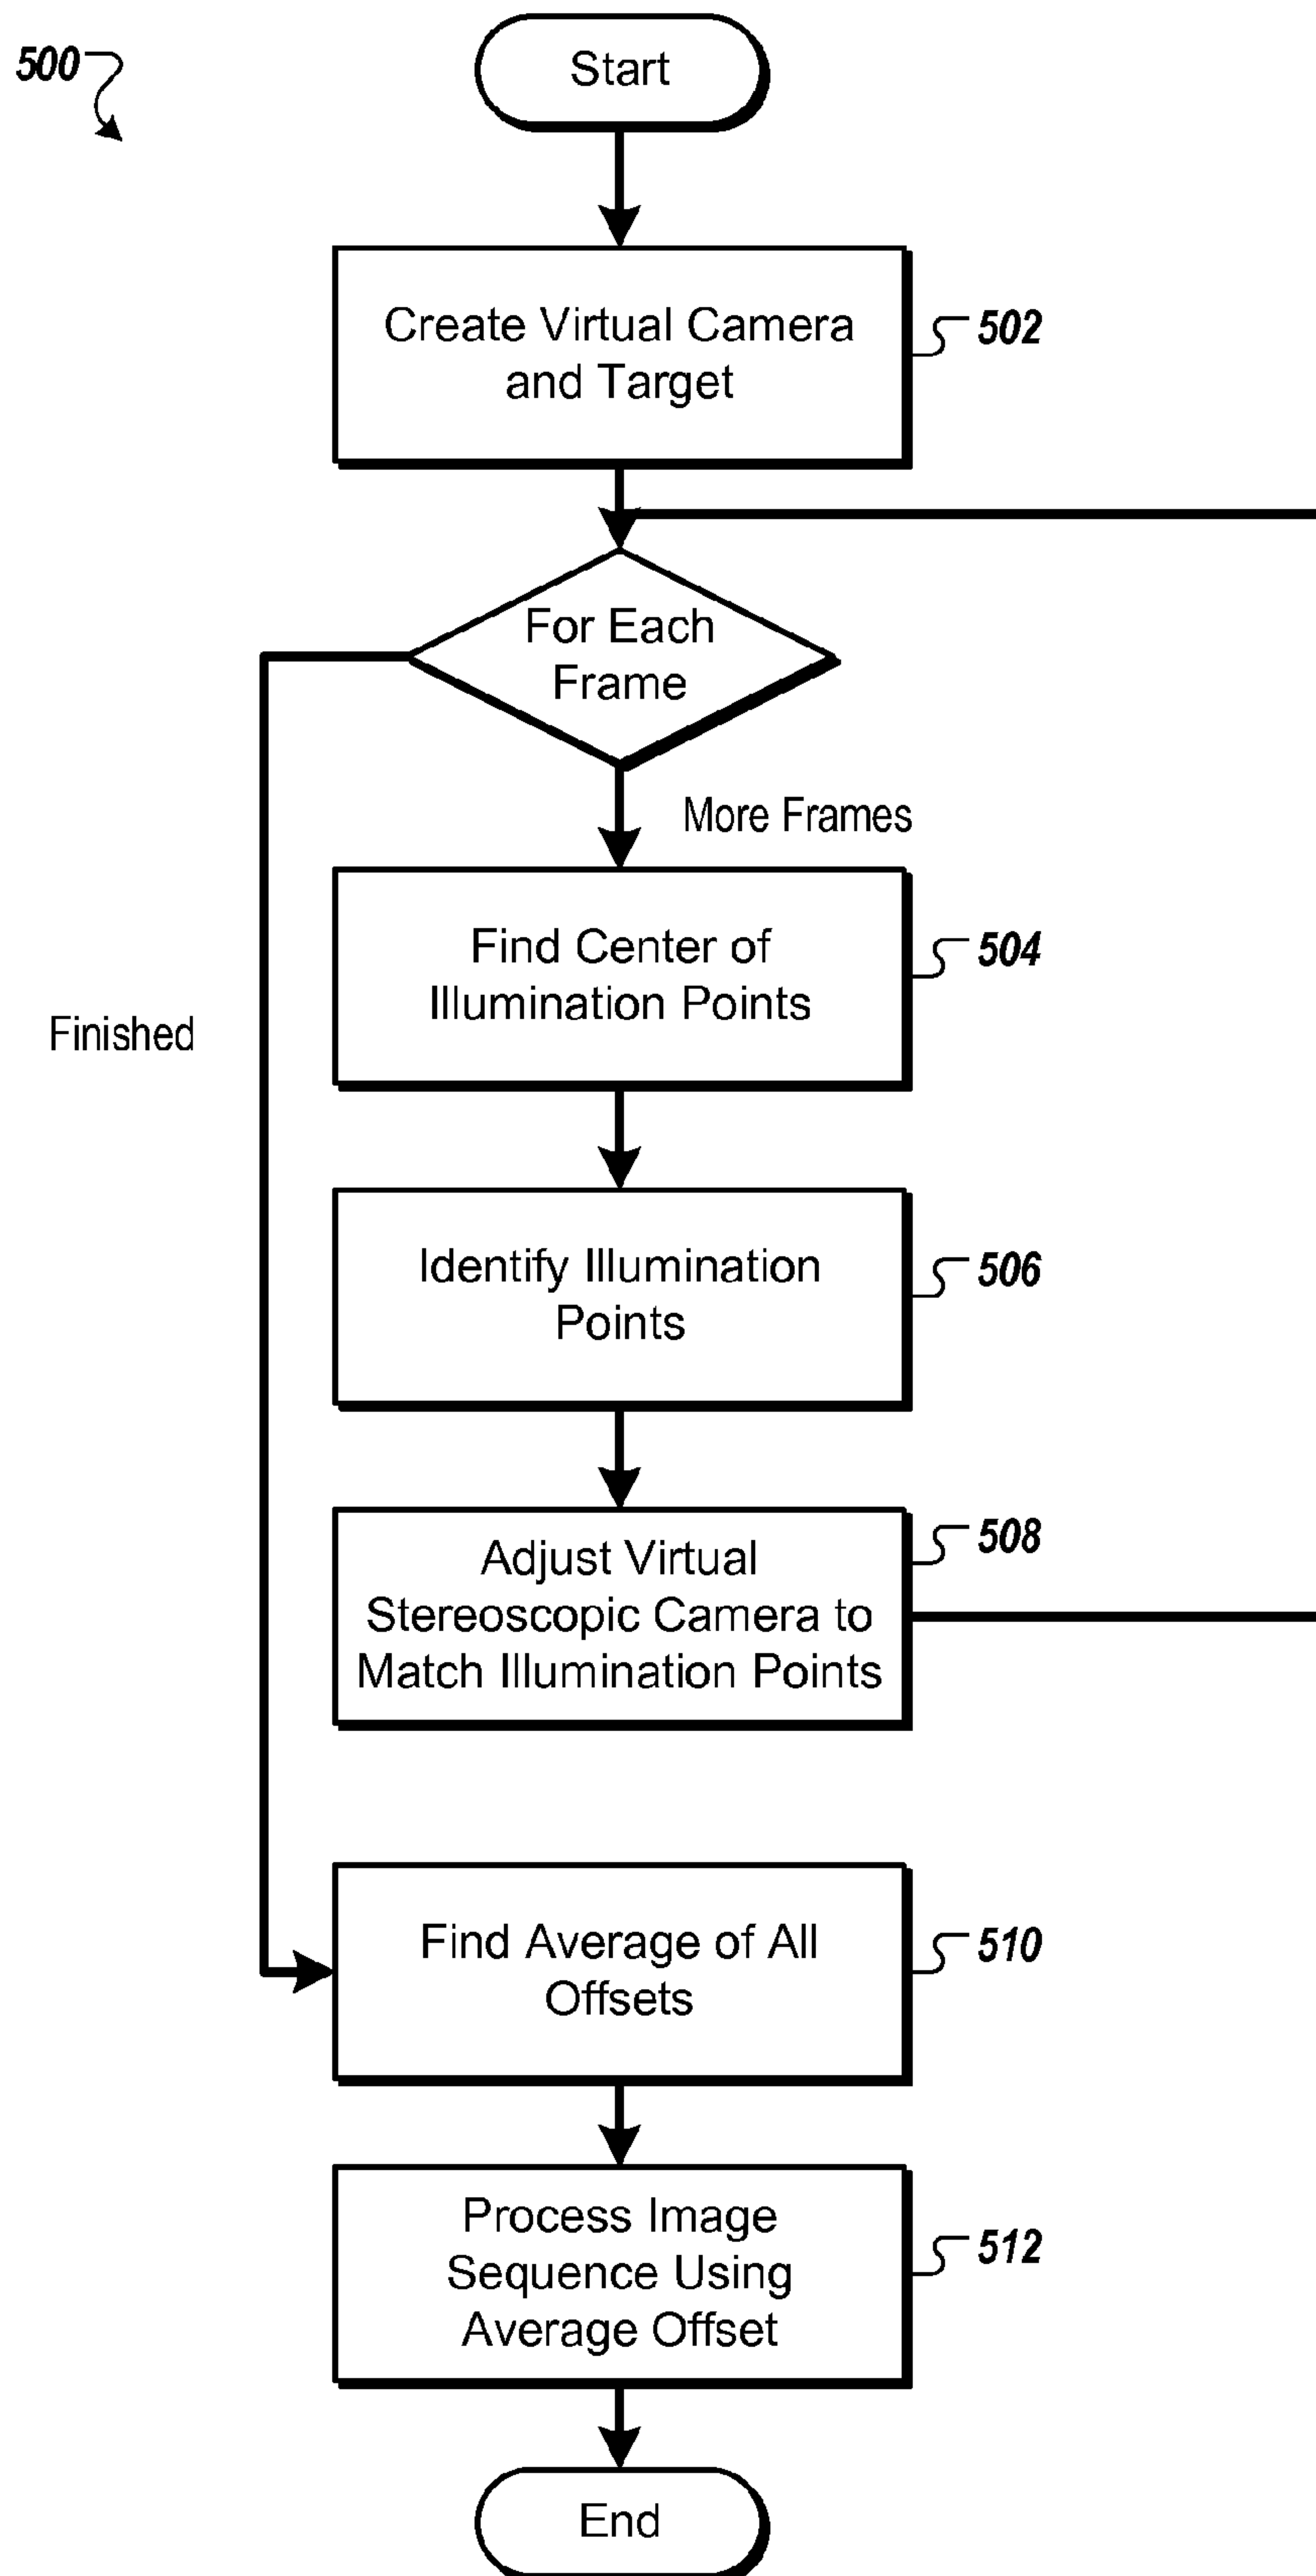 500
Start
Create Virtual Camera
and Target
502
For Each
Frame
More Frames
Find Center of
Illumination Points
504
Finished
Identify Illumination
Points
506
Adjust Virtual
Stereoscopic Camera to
Match Illumination Points
508
Find Average of All
Offsets
510
Process Image
Sequence Using
Average Offset
512
End